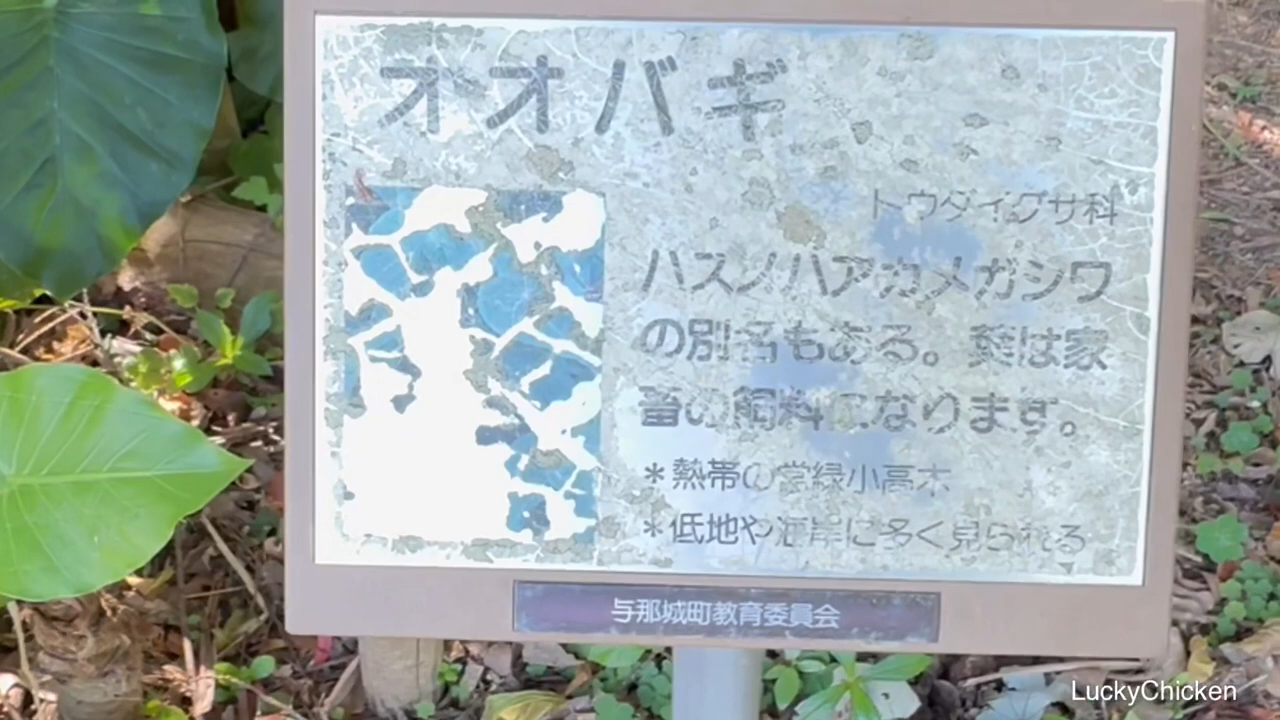 オオバギ
トウダイグサ科
ハスノハアカメガシワ
の別名もある。葉は家
畜の飼料になります。
＊熱帯の常緑小高木
＊低地や海岸に多く見られる
与那城町教育委員会
LuckyChicken